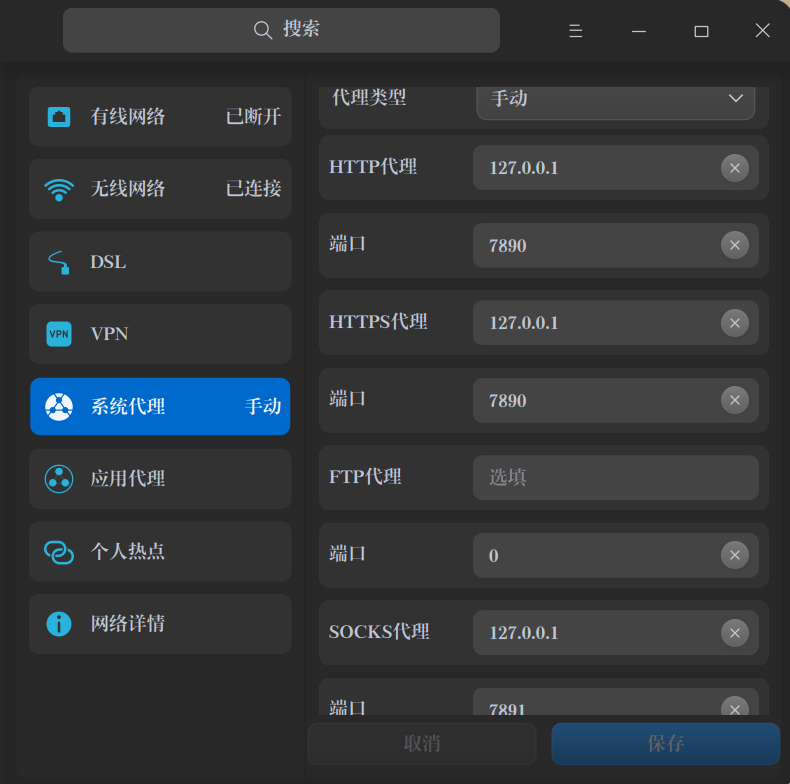 搜索
有线网络 已断开
无线网络 已连接
DSL
VPN VPN
系统代理 手动
应用代理
个人热点
网络详情
代理类型 手动
HTTP代理 127.0.0.1
端口 7890
HTTPS代理 127.0.0.1
端口 7890
FTP代理 选填
端口 0
SOCKS代理 127.0.0.1
端口 7891
取消 保存